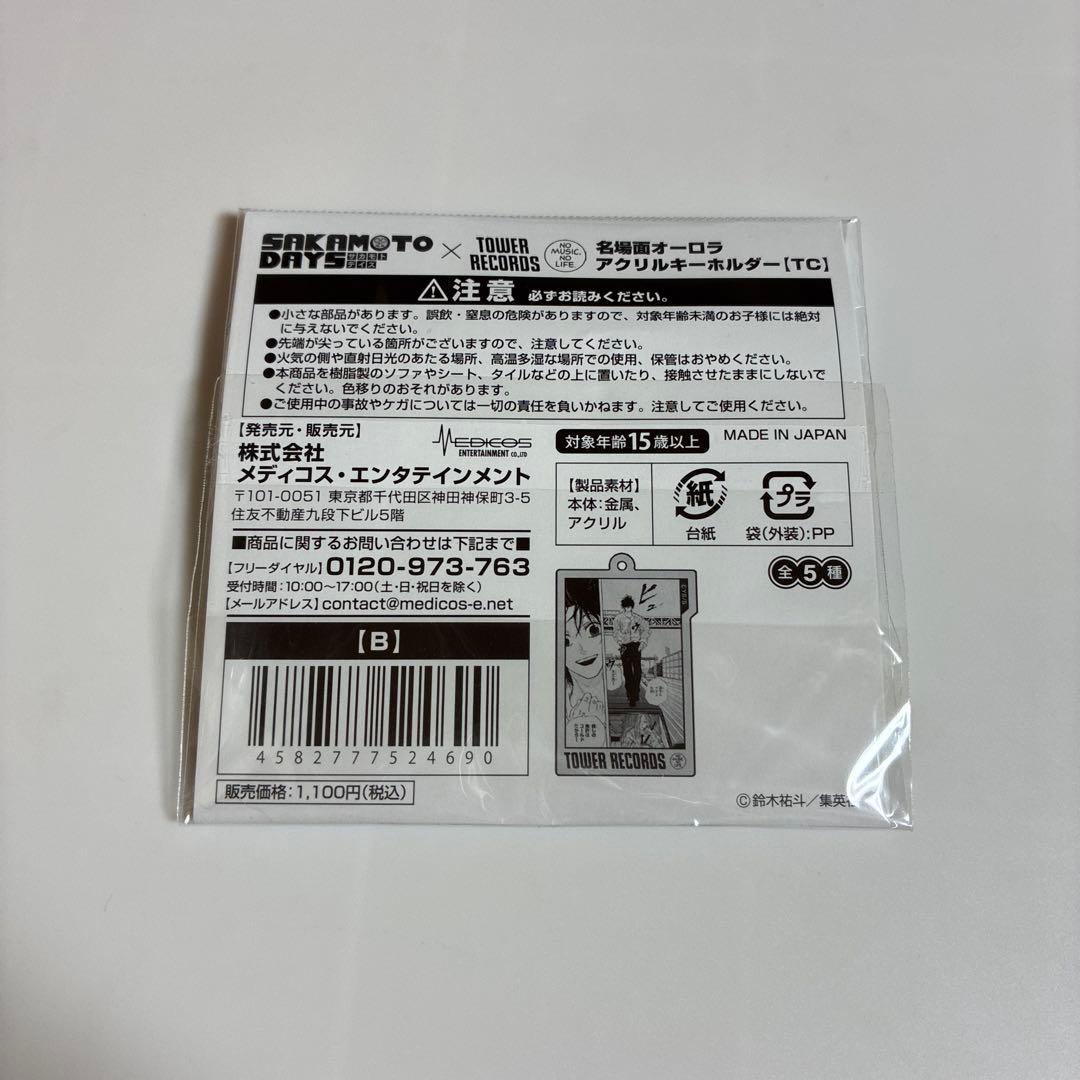 SAKAMOTO DAYS サカモトデイズ × TOWER RECORDS NO MUSIC, NO LIFE. 名場面オーロラ
アクリルキーホルダー【TC】
⚠注意 必ずお読みください。
●小さな部品があります。誤飲・窒息の危険がありますので、対象年齢未満のお子様には絶対
に与えないでください。
●先端が尖っている箇所がございますので、注意してください。
●火気の側や直射日光のあたる場所、高温多湿な場所での使用、保管はおやめください。
●本商品を樹脂製のソファやシート、タイルなどの上に置いたり、接触させたままにしないで
ください。色移りのおそれがあります。
●ご使用中の事故やケガについては一切の責任を負いかねます。注意してご使用ください。
【発売元・販売元】
MEDICOS
ENTERTAINMENT CO.,LTD
株式会社
メディコス・エンタテインメント
〒101-0051 東京都千代田区神田神保町3-5
住友不動産九段下ビル5階
■商品に関するお問い合わせは下記まで■
【フリーダイヤル】0120-973-763
受付時間：10:00〜17:00(土・日・祝日を除く)
【メールアドレス】contact@medicos-e.net
対象年齢15歳以上
MADE IN JAPAN
【製品素材】
本体：金属、
アクリル
紙
台紙
プラ
袋(外装)：PP
全5種
ビュ
TOWER RECORDS
【B】
4582777524690
販売価格：1,100円(税込)
©鈴木祐斗／集英社